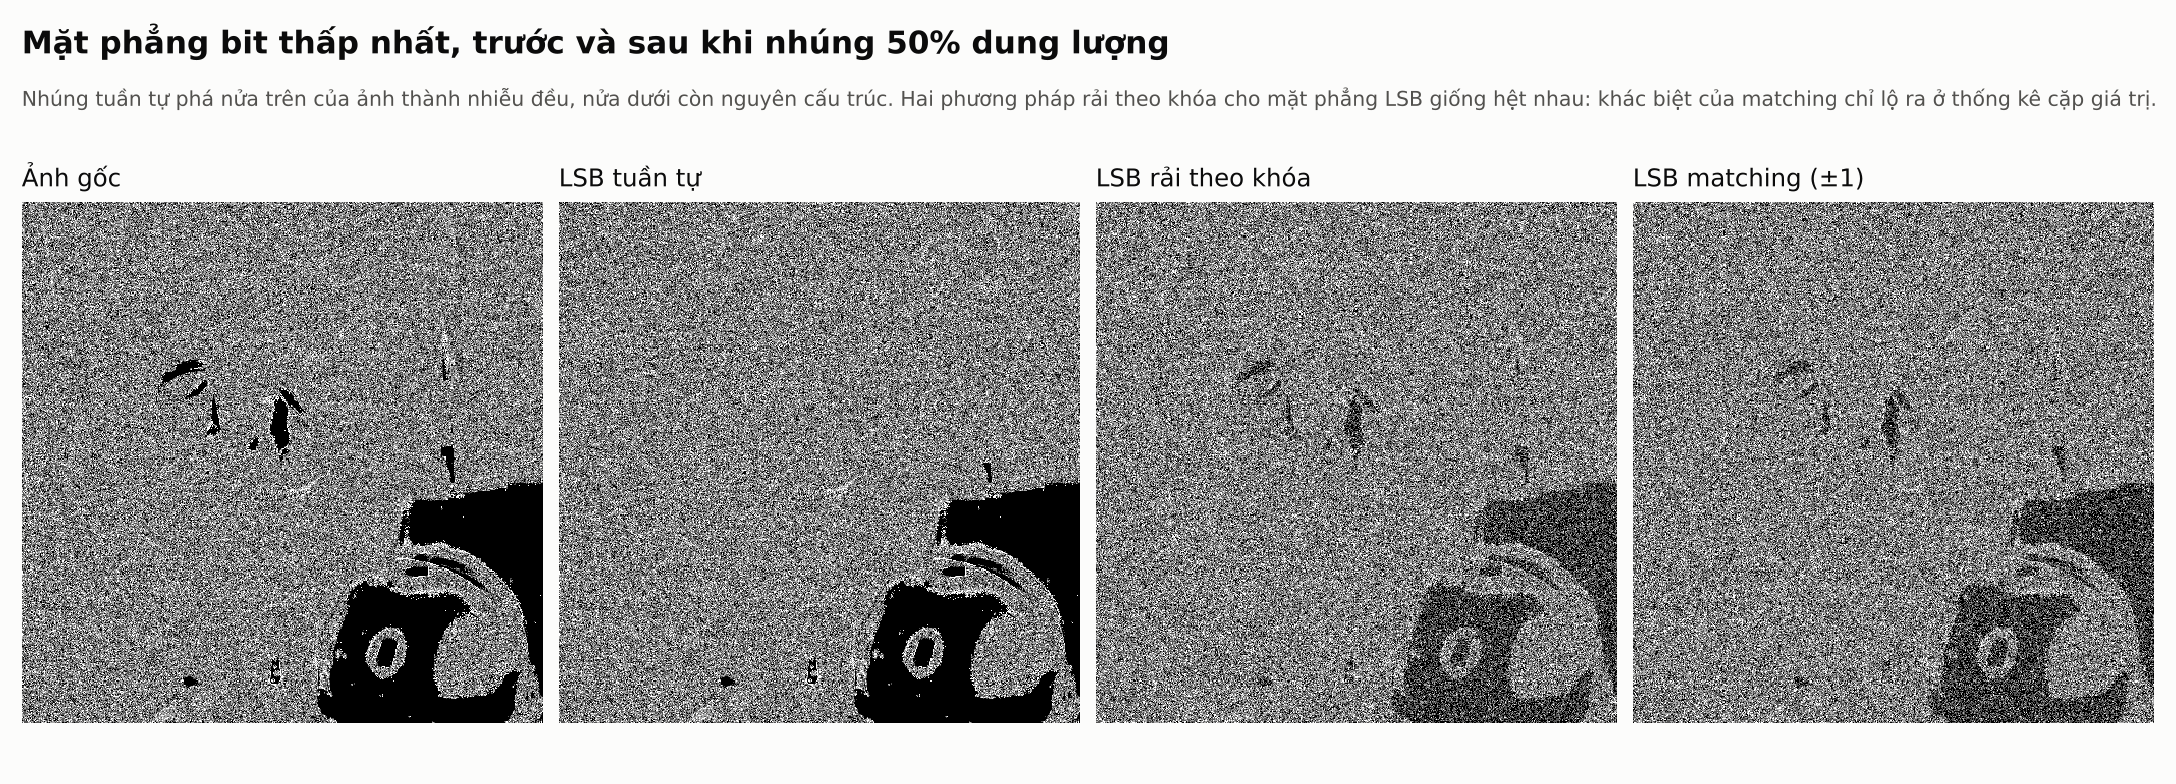 Mặt phẳng bit thấp nhất, trước và sau khi nhúng 50% dung lượng
Nhúng tuần tự phá nửa trên của ảnh thành nhiễu đều, nửa dưới còn nguyên cấu trúc. Hai phương pháp rải theo khóa cho mặt phẳng LSB giống hệt nhau: khác biệt của matching chỉ lộ ra ở thống kê cặp giá trị.
Ảnh gốc
LSB tuần tự
LSB rải theo khóa
LSB matching (±1)